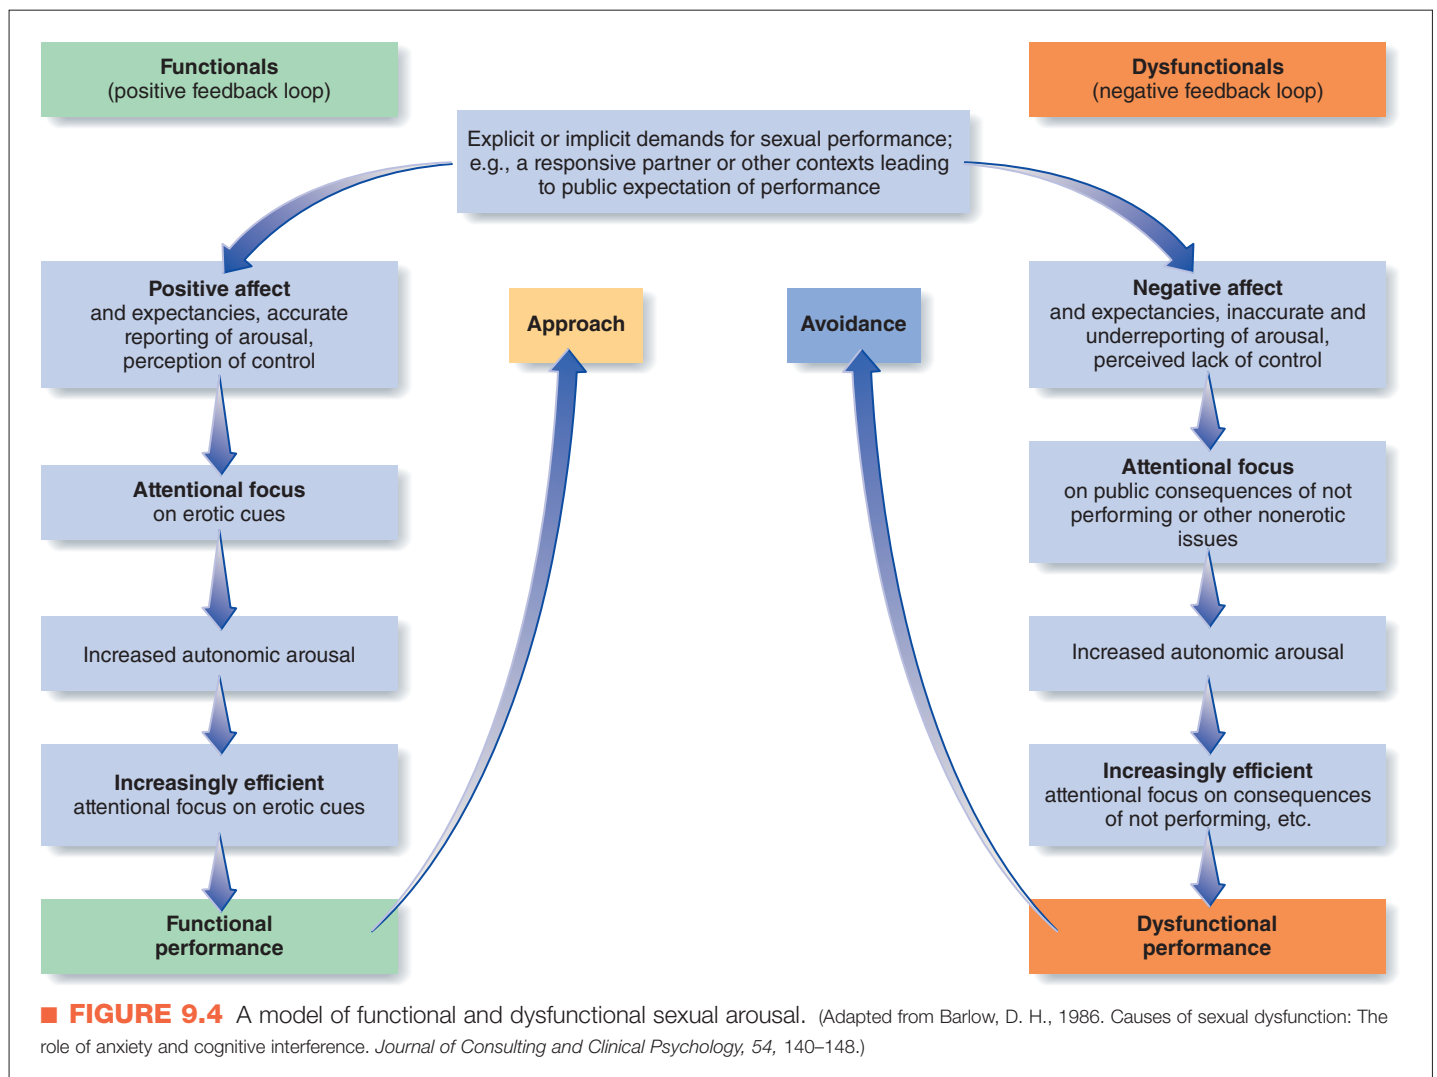 Functionals
(positive feedback loop)
Dysfunctionals
(negative feedback loop)
Explicit or implicit demands for sexual performance;
e.g., a responsive partner or other contexts leading
to public expectation of performance
Positive affect
and expectancies, accurate
reporting of arousal,
perception of control
Approach
Avoidance
Negative affect
and expectancies, inaccurate and
underreporting of arousal,
perceived lack of control
Attentional focus
on erotic cues
Attentional focus
on public consequences of not
performing or other nonerotic
issues
Increased autonomic arousal
Increased autonomic arousal
Increasingly efficient
attentional focus on erotic cues
Increasingly efficient
attentional focus on consequences
of not performing, etc.
Functional
performance
Dysfunctional
performance
FIGURE 9.4 A model of functional and dysfunctional sexual arousal. (Adapted from Barlow, D. H., 1986. Causes of sexual dysfunction: The
role of anxiety and cognitive interference. Journal of Consulting and Clinical Psychology, 54, 140–148.)